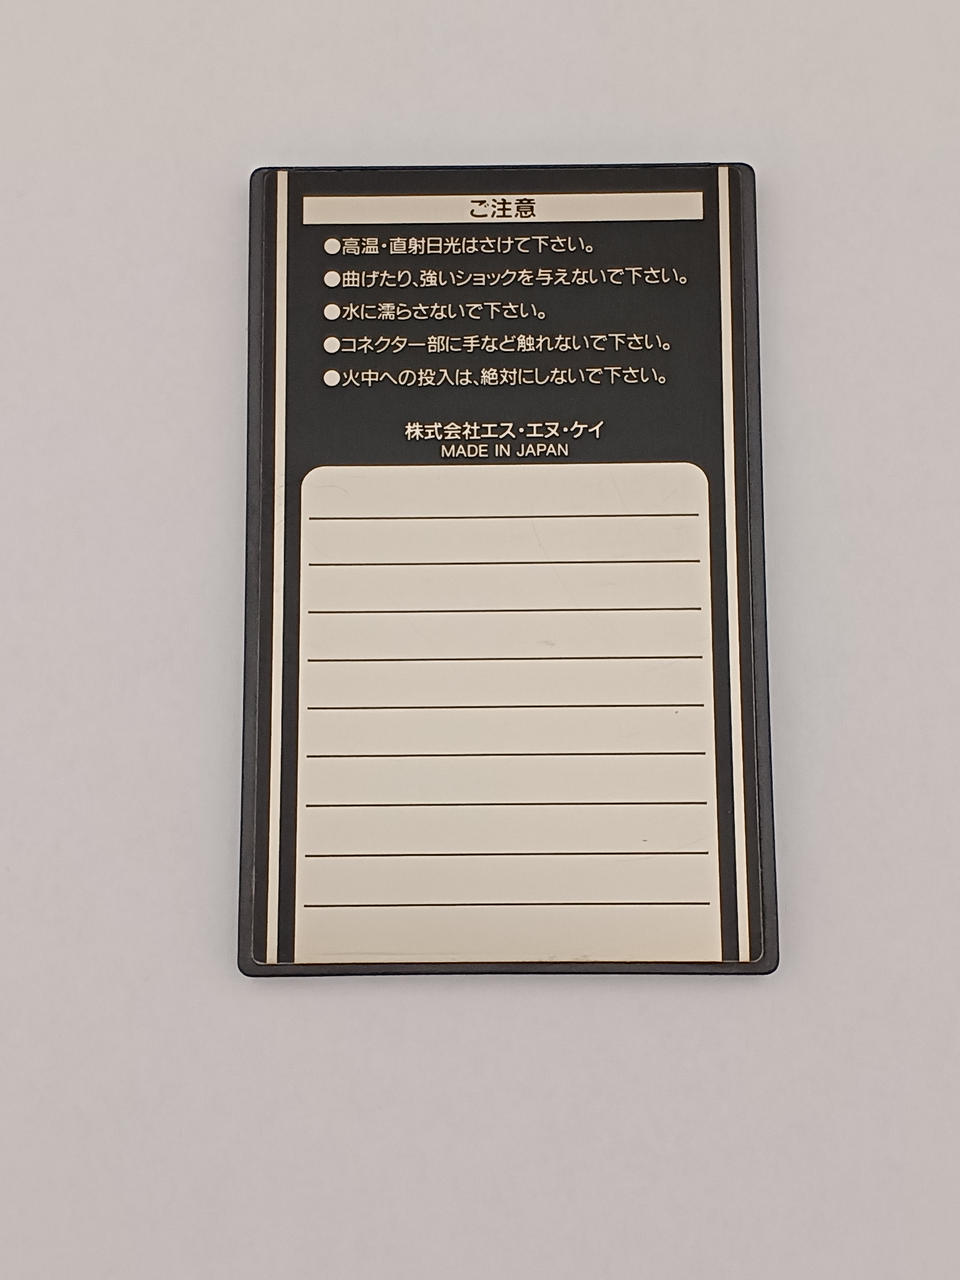 ご注意
●高温・直射日光はさけて下さい。
●曲げたり、強いショックを与えないで下さい。
●水に濡らさないで下さい。
●コネクター部に手など触れないで下さい。
●火中への投入は、絶対にしないで下さい。
株式会社エス・エヌ・ケイ
MADE IN JAPAN